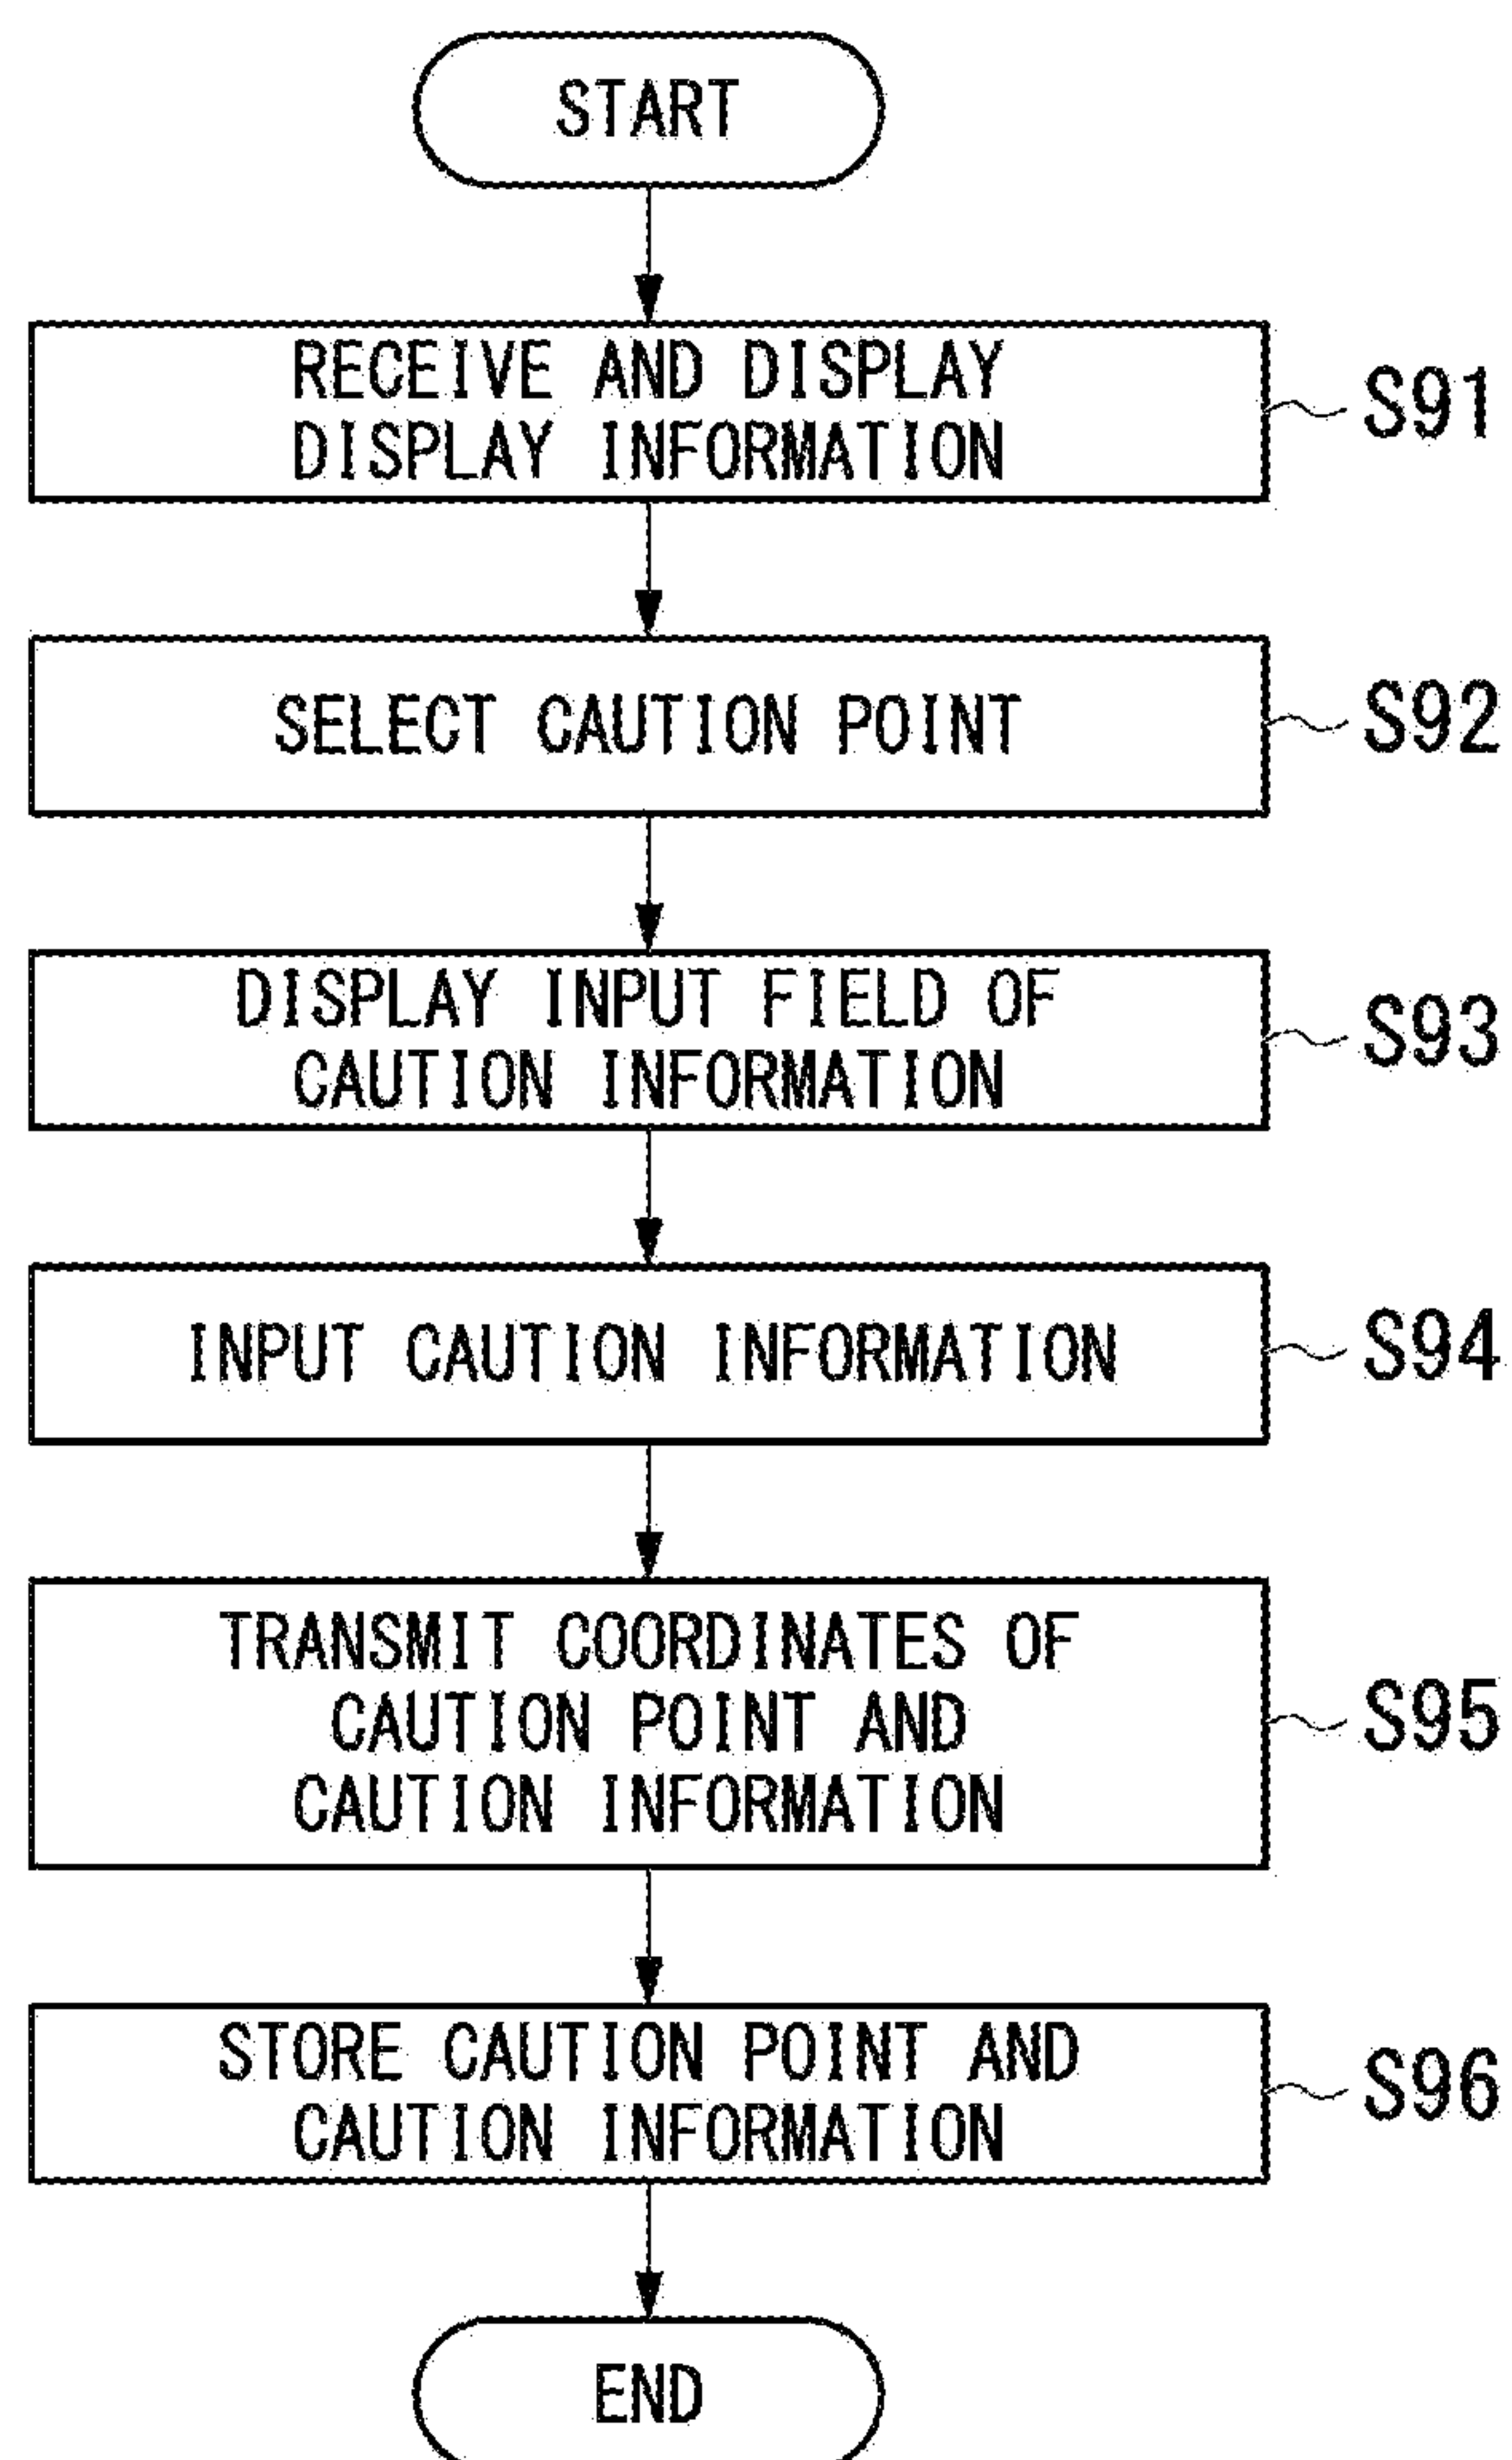 START
RECEIVE AND DISPLAY
DISPLAY INFORMATION
S91
SELECT CAUTION POINT
S92
DISPLAY INPUT FIELD OF
CAUTION INFORMATION
S93
INPUT CAUTION INFORMATION
S94
TRANSMIT COORDINATES OF
CAUTION POINT AND
CAUTION INFORMATION
S95
STORE CAUTION POINT AND
CAUTION INFORMATION
S96
END